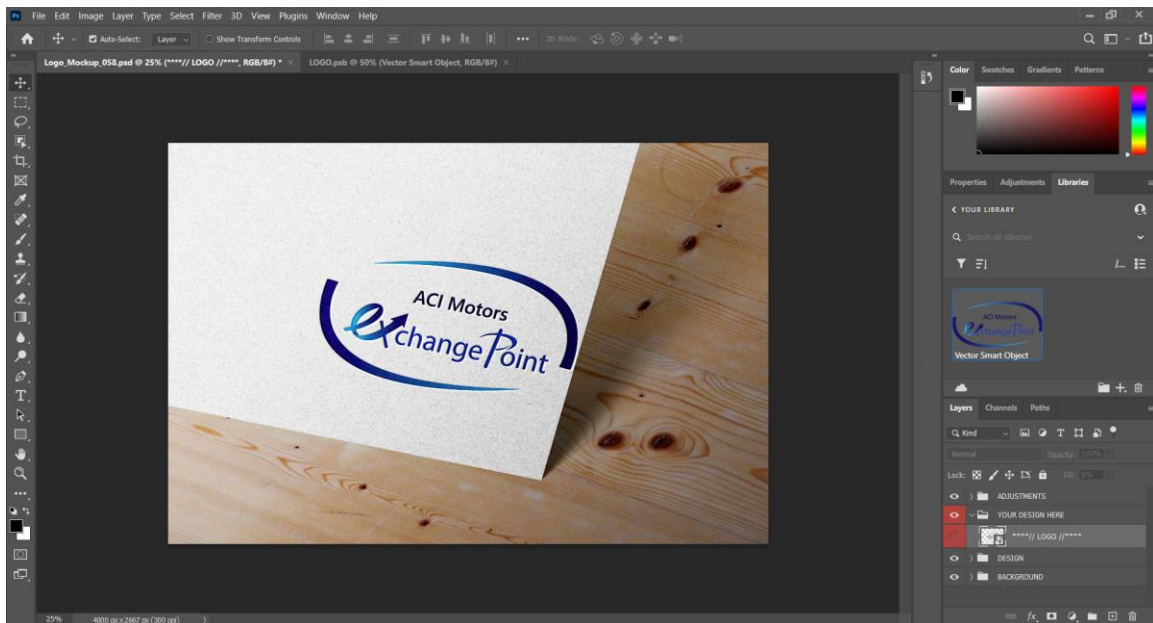 File Edit Image Layer Type Select Filter 3D View Plugins Window Help
Auto-Select: Layer Show Transform Controls 3D Mode:
Logo_Mockup_058.psd @ 25% (****// LOGO //****, RGB/8#) * × LOGO.psb @ 50% (Vector Smart Object, RGB/8#) ×
Color Swatches Gradients Patterns
ACI Motors
exchange Point
Properties Adjustments Libraries
YOUR LIBRARY
Search all libraries
ACI Motors
exchange Point
Vector Smart Object
Layers Channels Paths
Kind
Normal Opacity: 100%
Lock: Fill: 0%
ADJUSTMENTS
YOUR DESIGN HERE
****// LOGO //****
DESIGN
BACKGROUND
25% 4000 px x 2667 px (300 ppi)